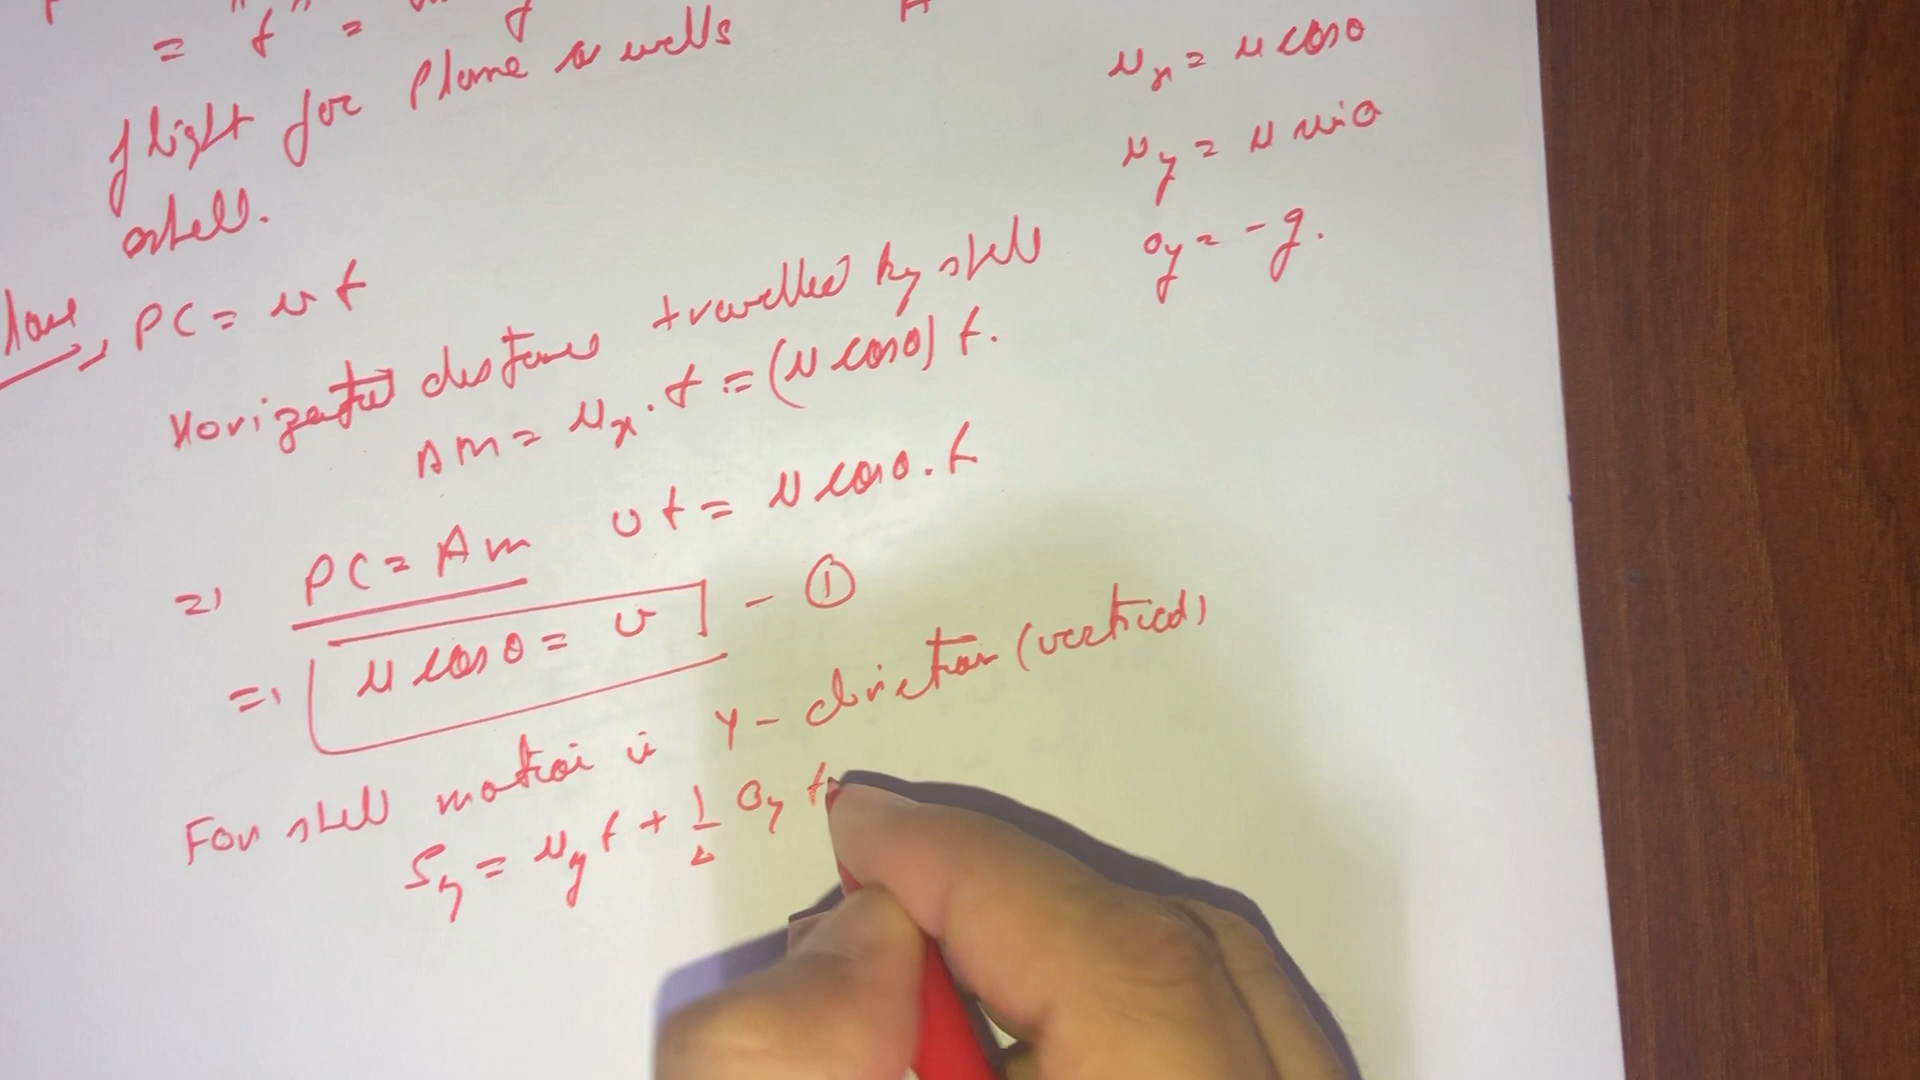 = "t" =
flight for plane as wells
shell.
PC = vt
Horizontal distance travelled by shell
AM = ux . t = (u cosθ) t.
=> PC = AM vt = u cosθ . t
=> u cosθ = v - ①
For shell motion in Y - direction (vertical)
Sy = uy t + 1/2 ay t
ux = u cosθ
uy = u sinθ
ay = - g.